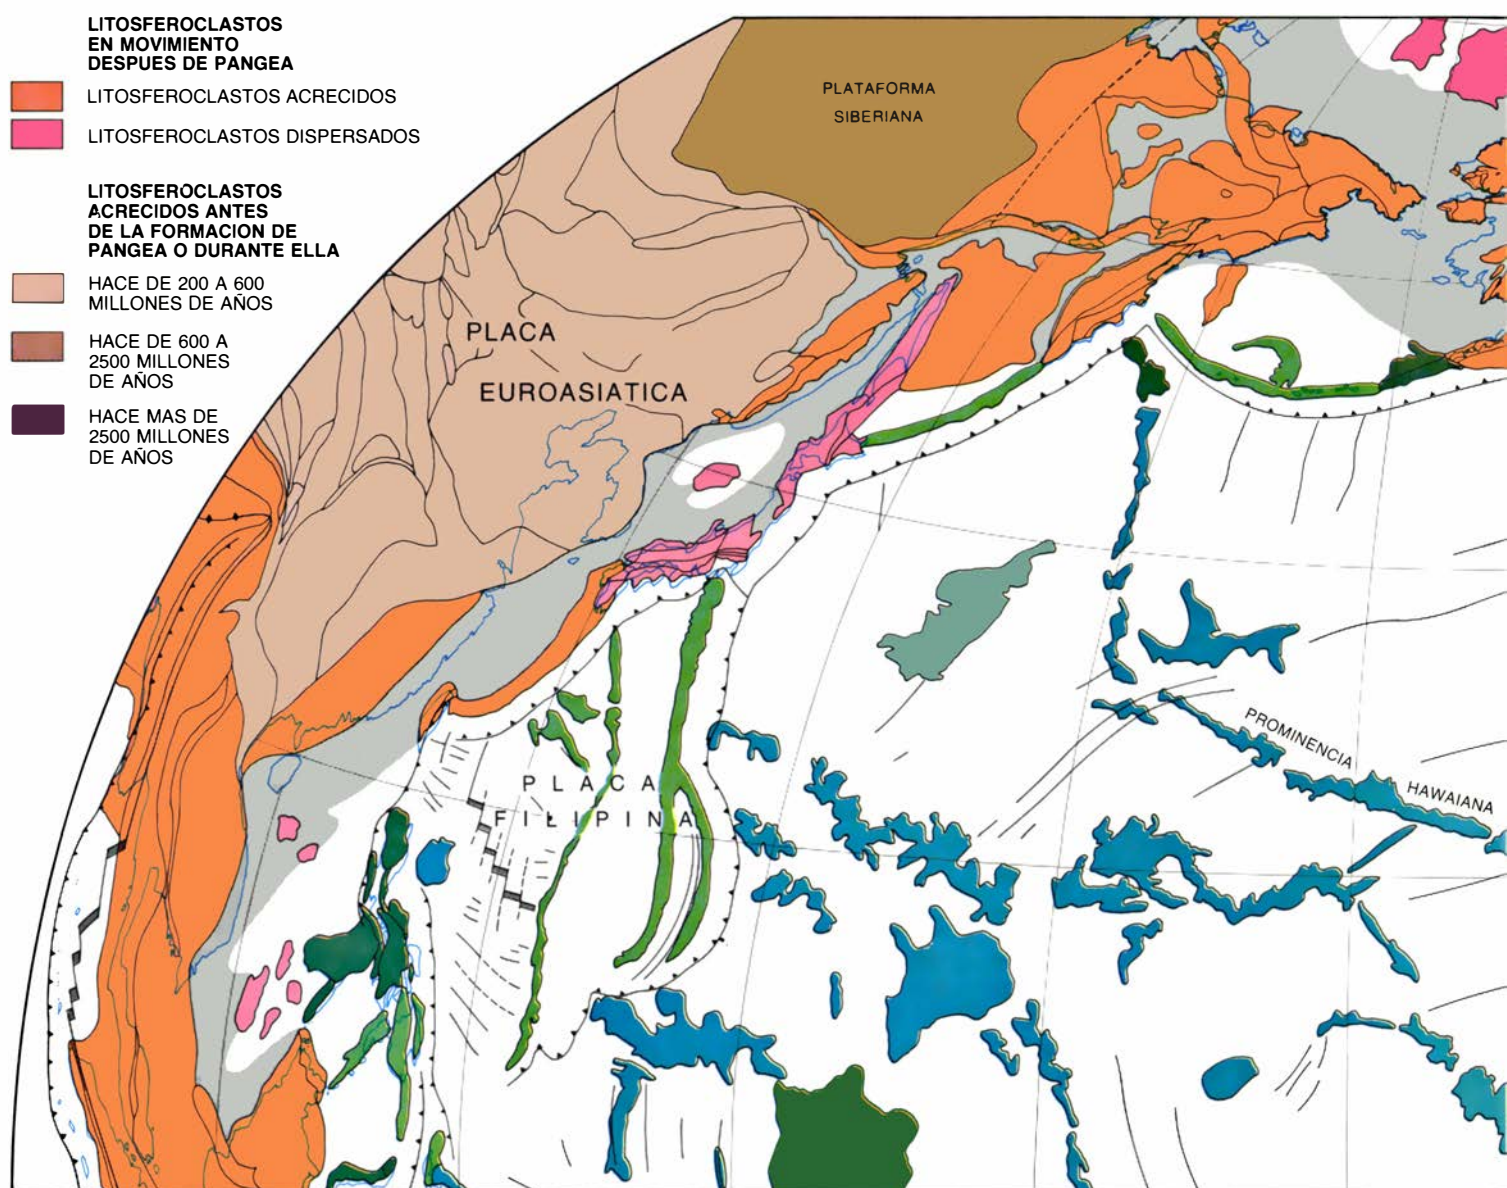 LITOSFEROCLASTOS
EN MOVIMIENTO
DESPUES DE PANGEA
LITOSFEROCLASTOS ACRECIDOS
LITOSFEROCLASTOS DISPERSADOS
LITOSFEROCLASTOS
ACRECIDOS ANTES
DE LA FORMACION DE
PANGEA O DURANTE ELLA
HACE DE 200 A 600
MILLONES DE AÑOS
HACE DE 600 A
2500 MILLONES
DE AÑOS
HACE MAS DE
2500 MILLONES
DE AÑOS
PLATAFORMA
SIBERIANA
PLACA
EUROASIATICA
PROMINENCIA
HAWAIANA
PLACA
FILIPINA